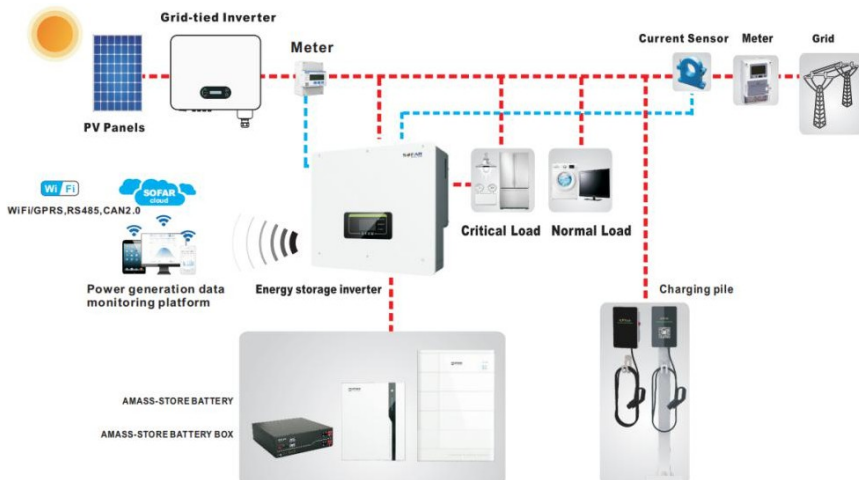 Grid-tied Inverter
Meter
Current Sensor
Meter
Grid
PV Panels
Wi Fi
SOFAR
cloud
WiFi/GPRS,RS485,CAN2.0
Critical Load
Normal Load
Power generation data
monitoring platform
Energy storage inverter
Charging pile
AMASS-STORE BATTERY
AMASS-STORE BATTERY BOX